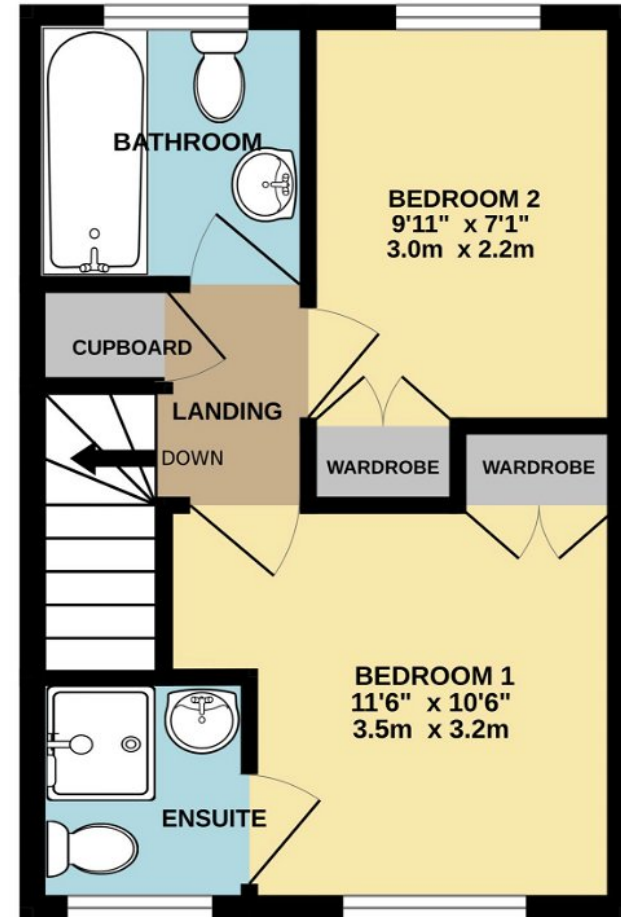 BATHROOM
BEDROOM 2
9'11" x 7'1"
3.0m x 2.2m
CUPBOARD
LANDING
DOWN
WARDROBE
WARDROBE
BEDROOM 1
11'6" x 10'6"
3.5m x 3.2m
ENSUITE